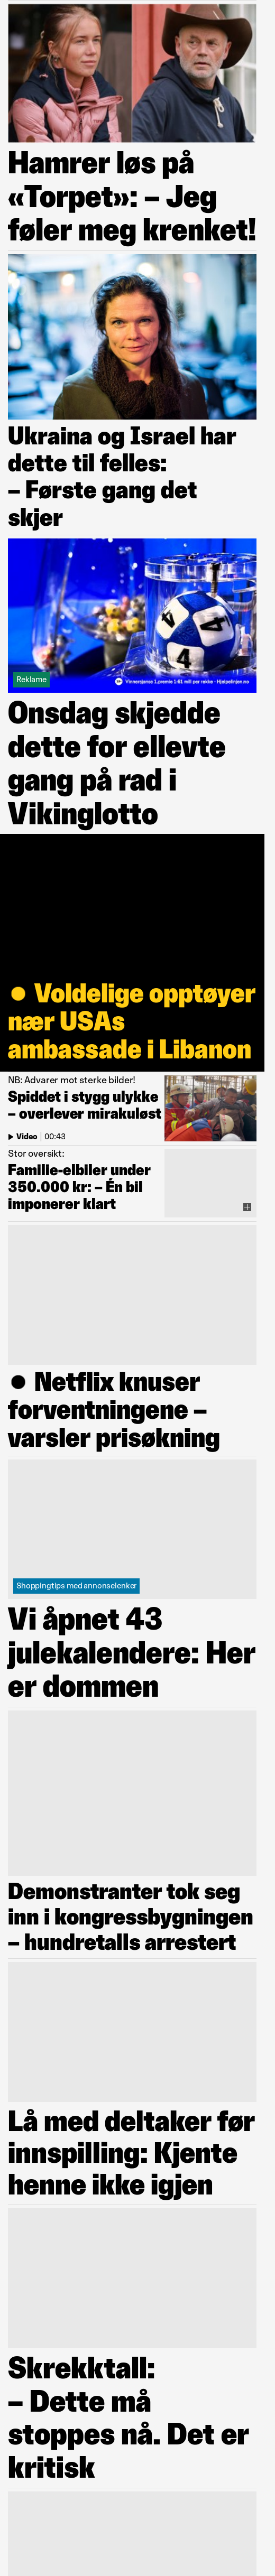 Hamrer løs på
«Torpet»: – Jeg
føler meg krenket!
Ukraina og Israel har
dette til felles:
– Første gang det
skjer
4
4
Reklame
Vinnersjanse 1.premie 1:61 mill per rekke - Hjelpelinjen.no
Onsdag skjedde
dette for ellevte
gang på rad i
Vikinglotto
● Voldelige opptøyer
nær USAs
ambassade i Libanon
NB: Advarer mot sterke bilder!
Spiddet i stygg ulykke
– overlever mirakuløst
Video | 00:43
Stor oversikt:
Familie-elbiler under
350.000 kr: – Én bil
imponerer klart
● Netflix knuser
forventningene –
varsler prisøkning
Shoppingtips med annonselenker
Vi åpnet 43
julekalendere: Her
er dommen
Demonstranter tok seg
inn i kongressbygningen
– hundretalls arrestert
Lå med deltaker før
innspilling: Kjente
henne ikke igjen
Skrekktall:
– Dette må
stoppes nå. Det er
kritisk